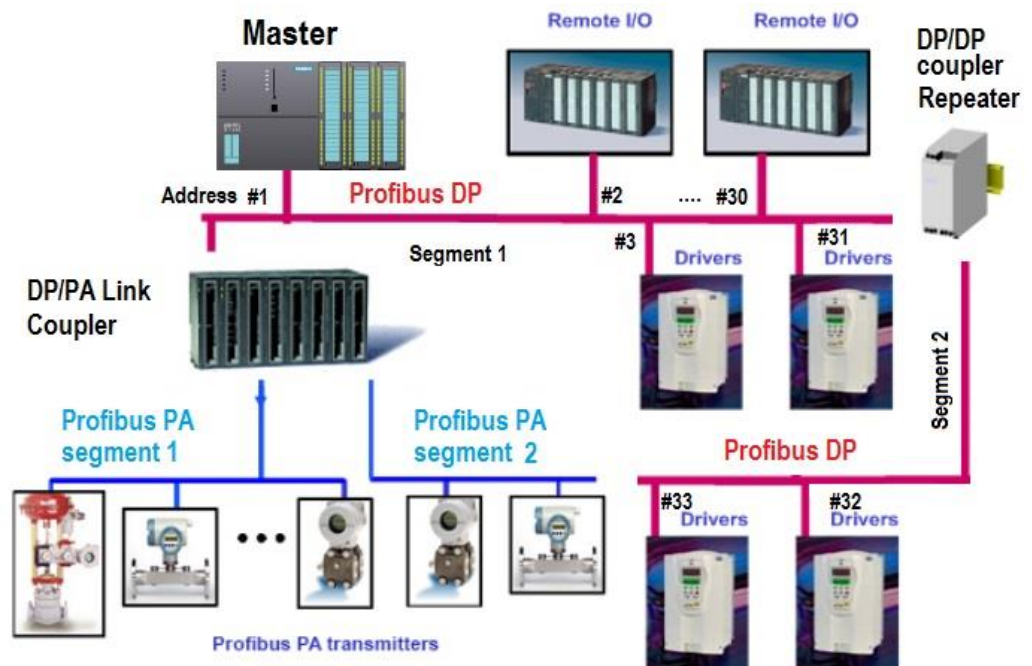 Master
Remote I/O
Remote I/O
DP/DP
coupler
Repeater
Address #1
Profibus DP
#2
....
#30
Segment 1
#3
#31
Drivers
Drivers
DP/PA Link
Coupler
Segment 2
Profibus PA
segment 1
Profibus PA
segment 2
Profibus DP
#33
#32
Drivers
Drivers
Profibus PA transmitters